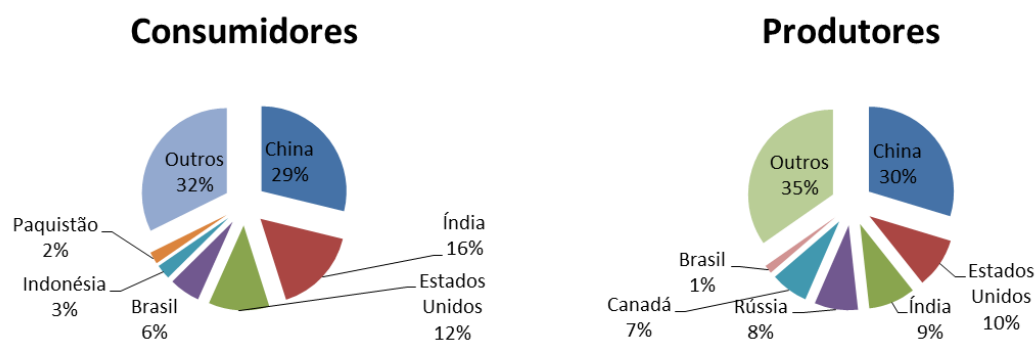 Consumidores
Outros
32%
China
29%
Paquistão
2%
Índia
16%
Indonésia
3%
Brasil
6%
Estados
Unidos
12%
Produtores
Outros
35%
China
30%
Brasil
1%
Canadá
7%
Rússia
8%
Índia
9%
Estados
Unidos
10%